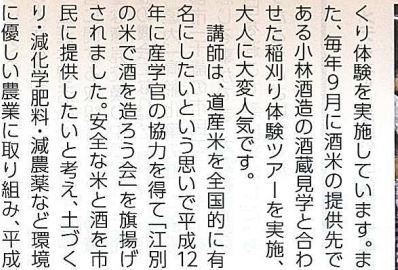 くり体験を実施しています。ま
た、毎年9月に酒米の提供先で
ある小林酒造の酒蔵見学と合わ
せた稲刈り体験ツアーを実施、
大人に大変人気です。
講師は、道産米を全国的に有
名にしたいという思いで平成12
年に産学官の協力を得て「江別
の米で酒を造ろう会」を旗揚げ
されました。安全な米と酒を市
民に提供したいと考え、土づく
り・減化学肥料・減農薬など環境
に優しい農業に取り組み、平成